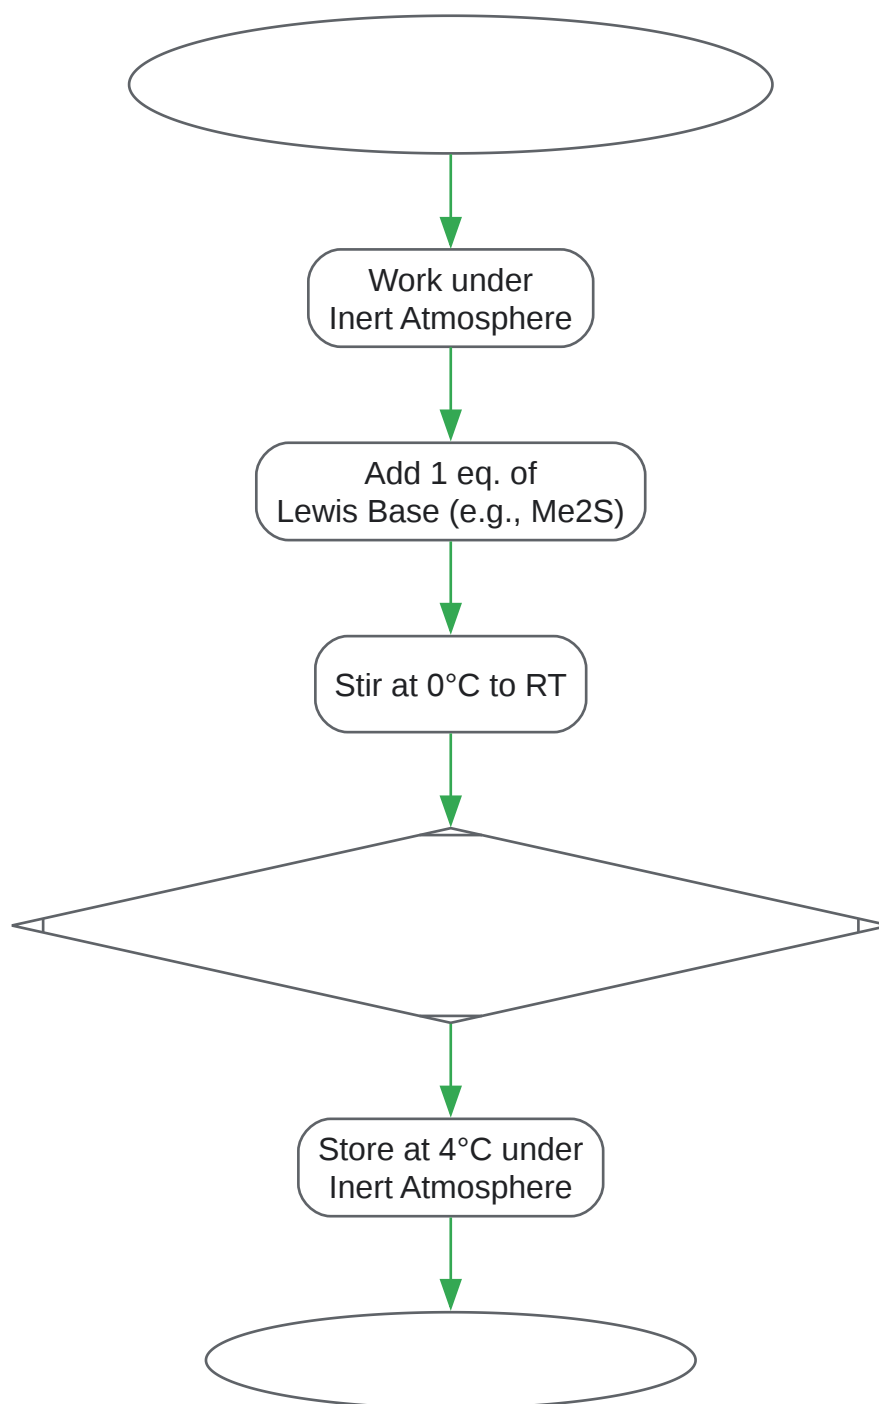 Work under
Inert Atmosphere
Add 1 eq. of
Lewis Base (e.g., Me2S)
Stir at 0°C to RT
Store at 4°C under
Inert Atmosphere